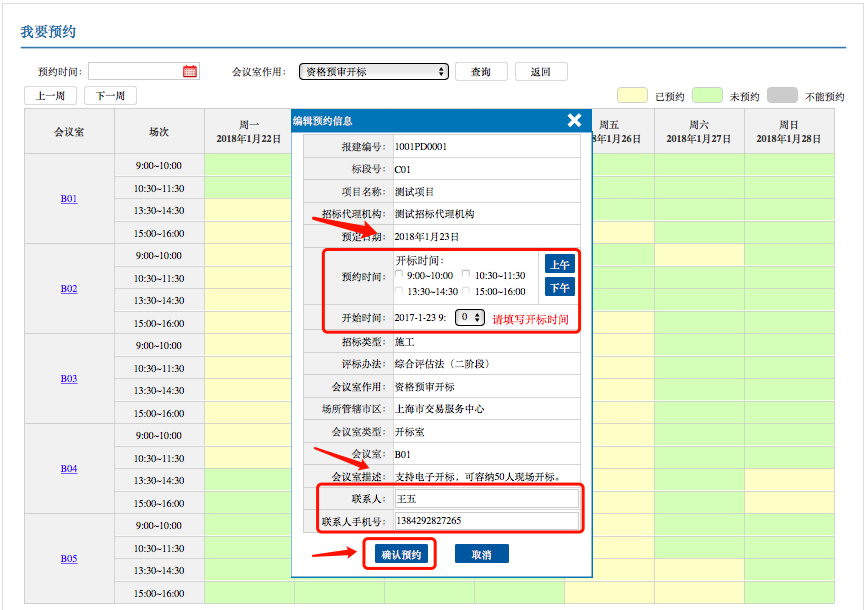 我要预约
预约时间： 会议室作用： 资格预审开标 查询 返回
上一周 下一周 已预约 未预约 不能预约
会议室 场次 周一 2018年1月22日 周五 8年1月26日 周六 2018年1月27日 周日 2018年1月28日
B01
9:00~10:00
10:30~11:30
13:30~14:30
15:00~16:00
B02
9:00~10:00
10:30~11:30
13:30~14:30
15:00~16:00
B03
9:00~10:00
10:30~11:30
13:30~14:30
15:00~16:00
B04
9:00~10:00
10:30~11:30
13:30~14:30
15:00~16:00
B05
9:00~10:00
10:30~11:30
13:30~14:30
15:00~16:00
编辑预约信息
报建编号： 1001PD0001
标段号： C01
项目名称： 测试项目
招标代理机构： 测试招标代理机构
预定日期： 2018年1月23日
预约时间： 开标时间：
9:00~10:00 10:30~11:30 上午
13:30~14:30 15:00~16:00 下午
开始时间： 2017-1-23 9: 0 请填写开标时间
招标类型： 施工
评标办法： 综合评估法（二阶段）
会议室作用： 资格预审开标
场所管辖市区： 上海市交易服务中心
会议室类型： 开标室
会议室： B01
会议室描述： 支持电子开标，可容纳50人现场开标。
联系人： 王五
联系人手机号： 1384292827265
确认预约 取消